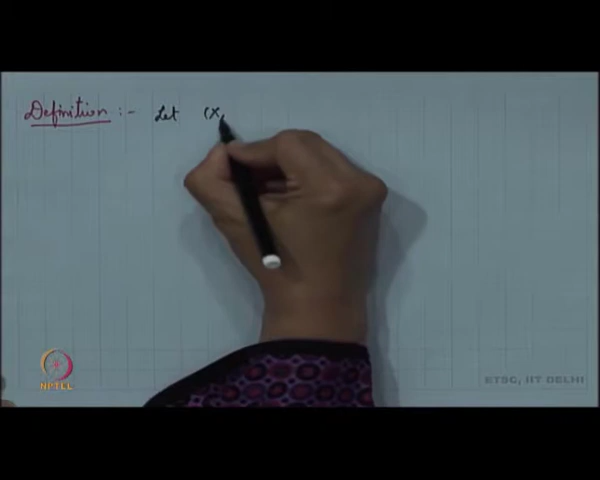 Definition :- Let (X,
NPTEL
ETSC, IIT DELHI